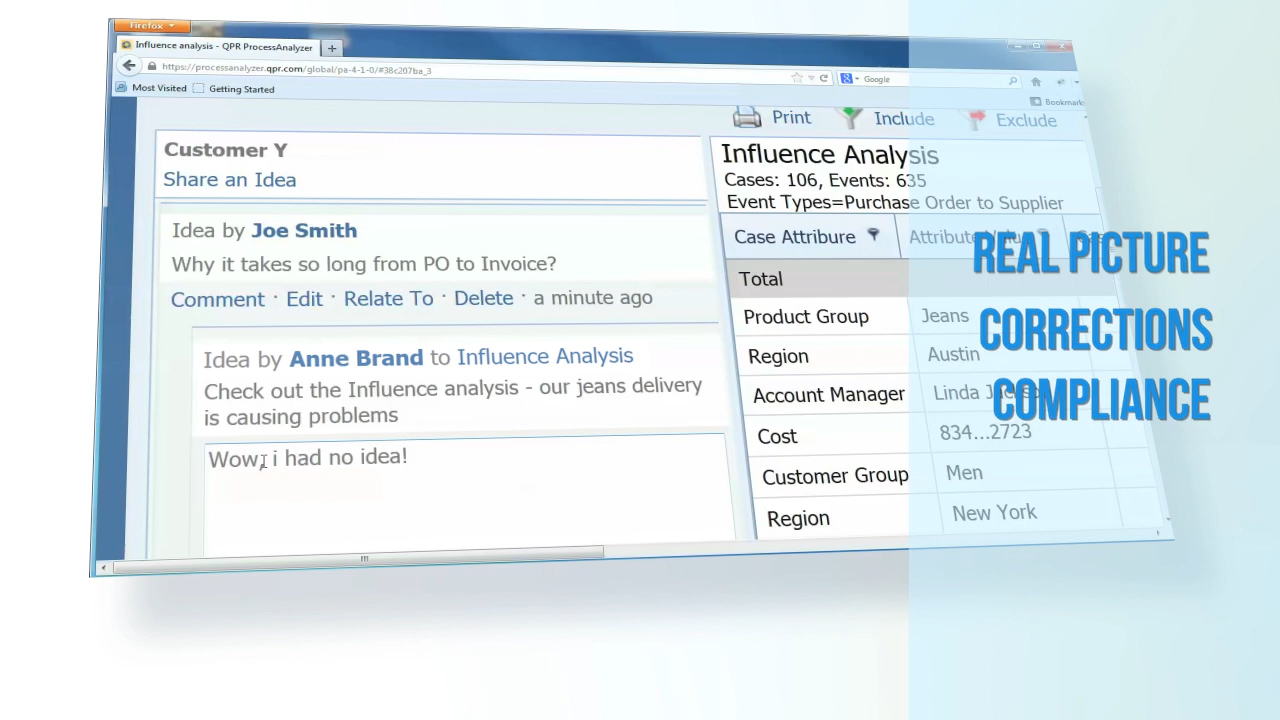 Firefox
Influence analysis - QPR ProcessAnalyzer
https://processanalyzer.qpr.com/global/pa-4-1-0/#38c207ba_3
Google
Most Visited
Getting Started
Bookmarks
Print
Include
Exclude
Customer Y
Share an Idea
Idea by Joe Smith
Why it takes so long from PO to Invoice?
Comment · Edit · Relate To · Delete · a minute ago
Idea by Anne Brand to Influence Analysis
Check out the Influence analysis - our jeans delivery
is causing problems
Wow, i had no idea!
Influence Analysis
Cases: 106, Events: 635
Event Types=Purchase Order to Supplier
Case Attribure
Attribute
Total
Product Group
Jeans
Region
Austin
Account Manager
Linda
Cost
834...2723
Customer Group
Men
Region
New York
REAL PICTURE
CORRECTIONS
COMPLIANCE